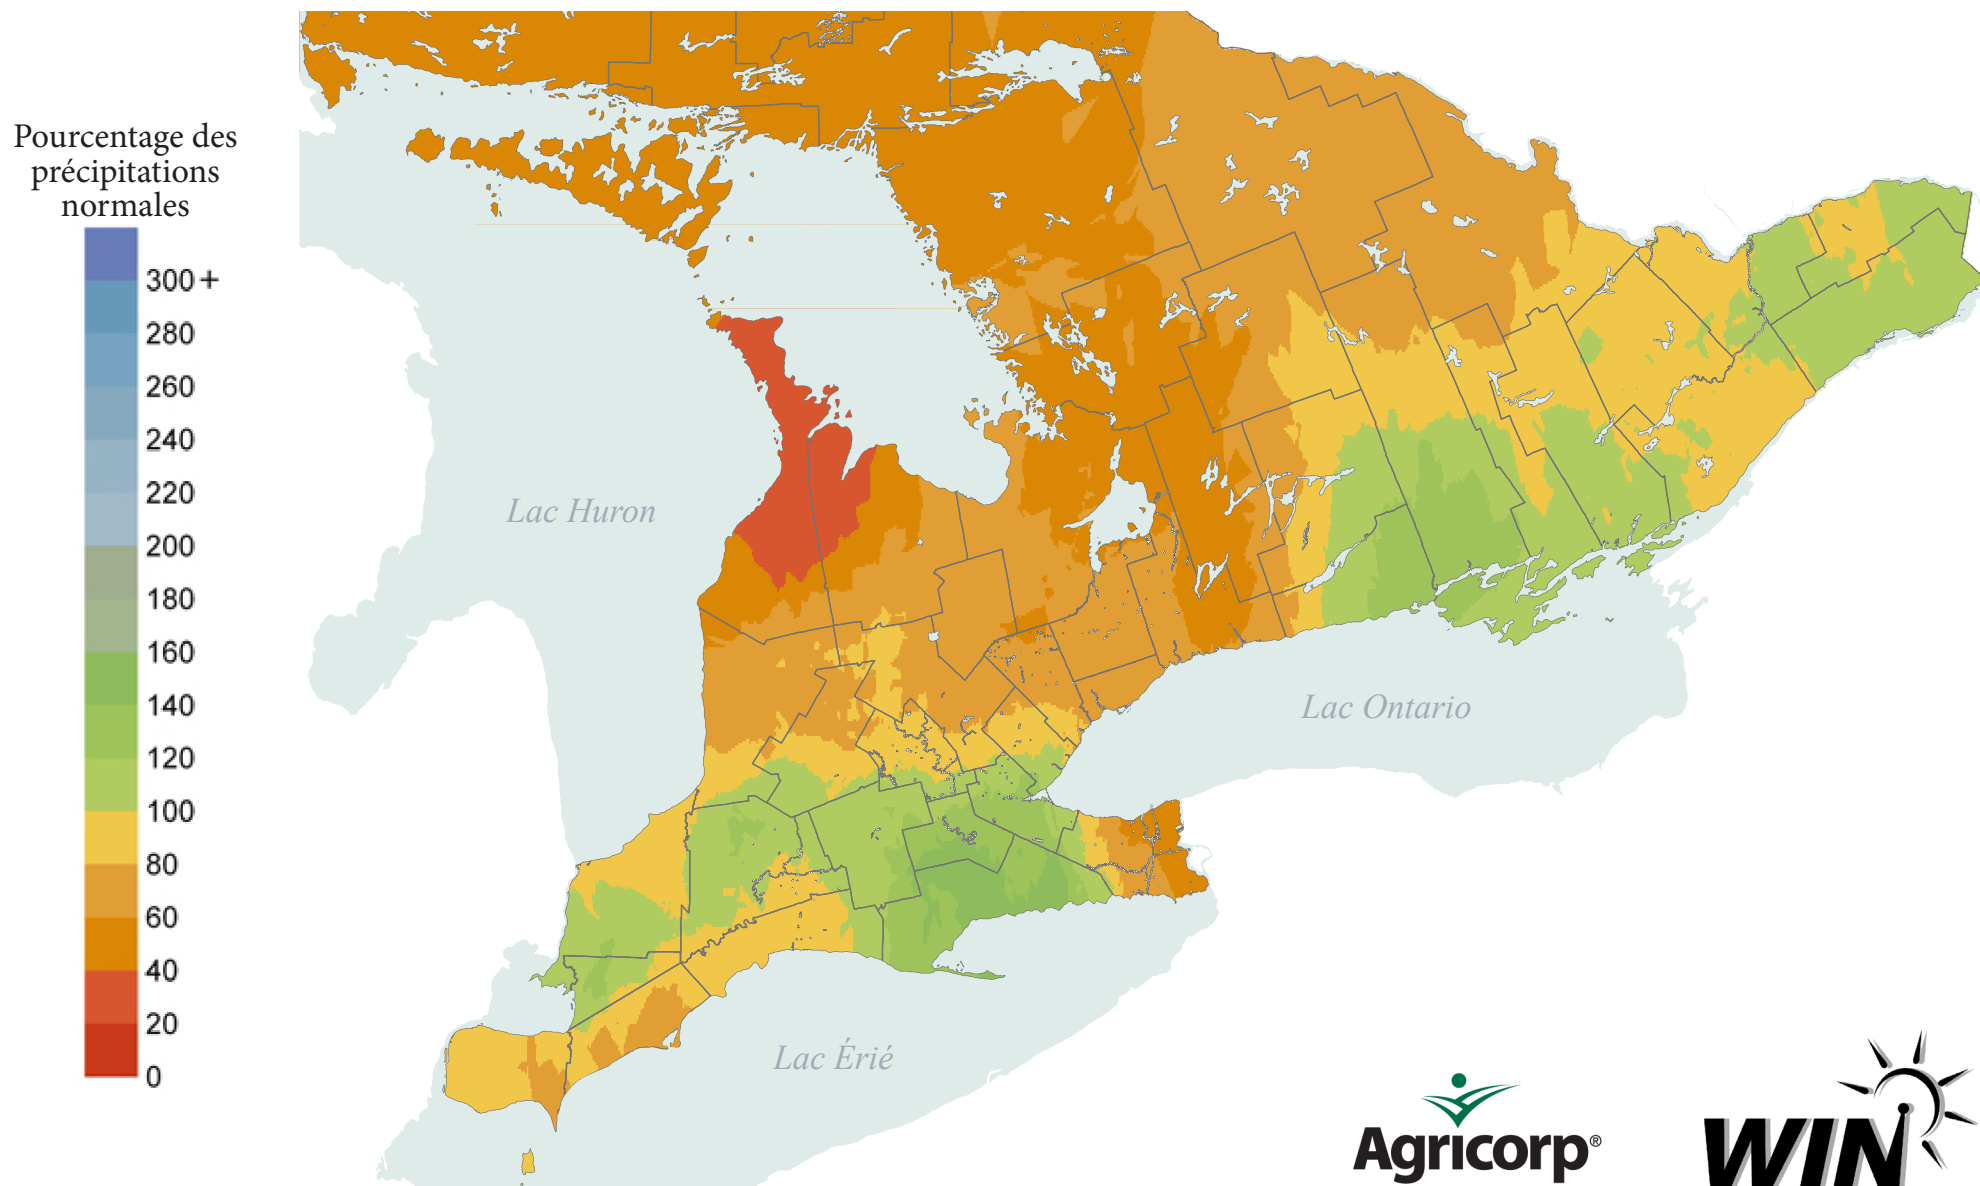 Pourcentage des
précipitations
normales
300+
280
260
240
220
200
180
160
140
120
100
80
60
40
20
0
Lac Huron
Lac Ontario
Lac Érié
Agricorp®
WIN